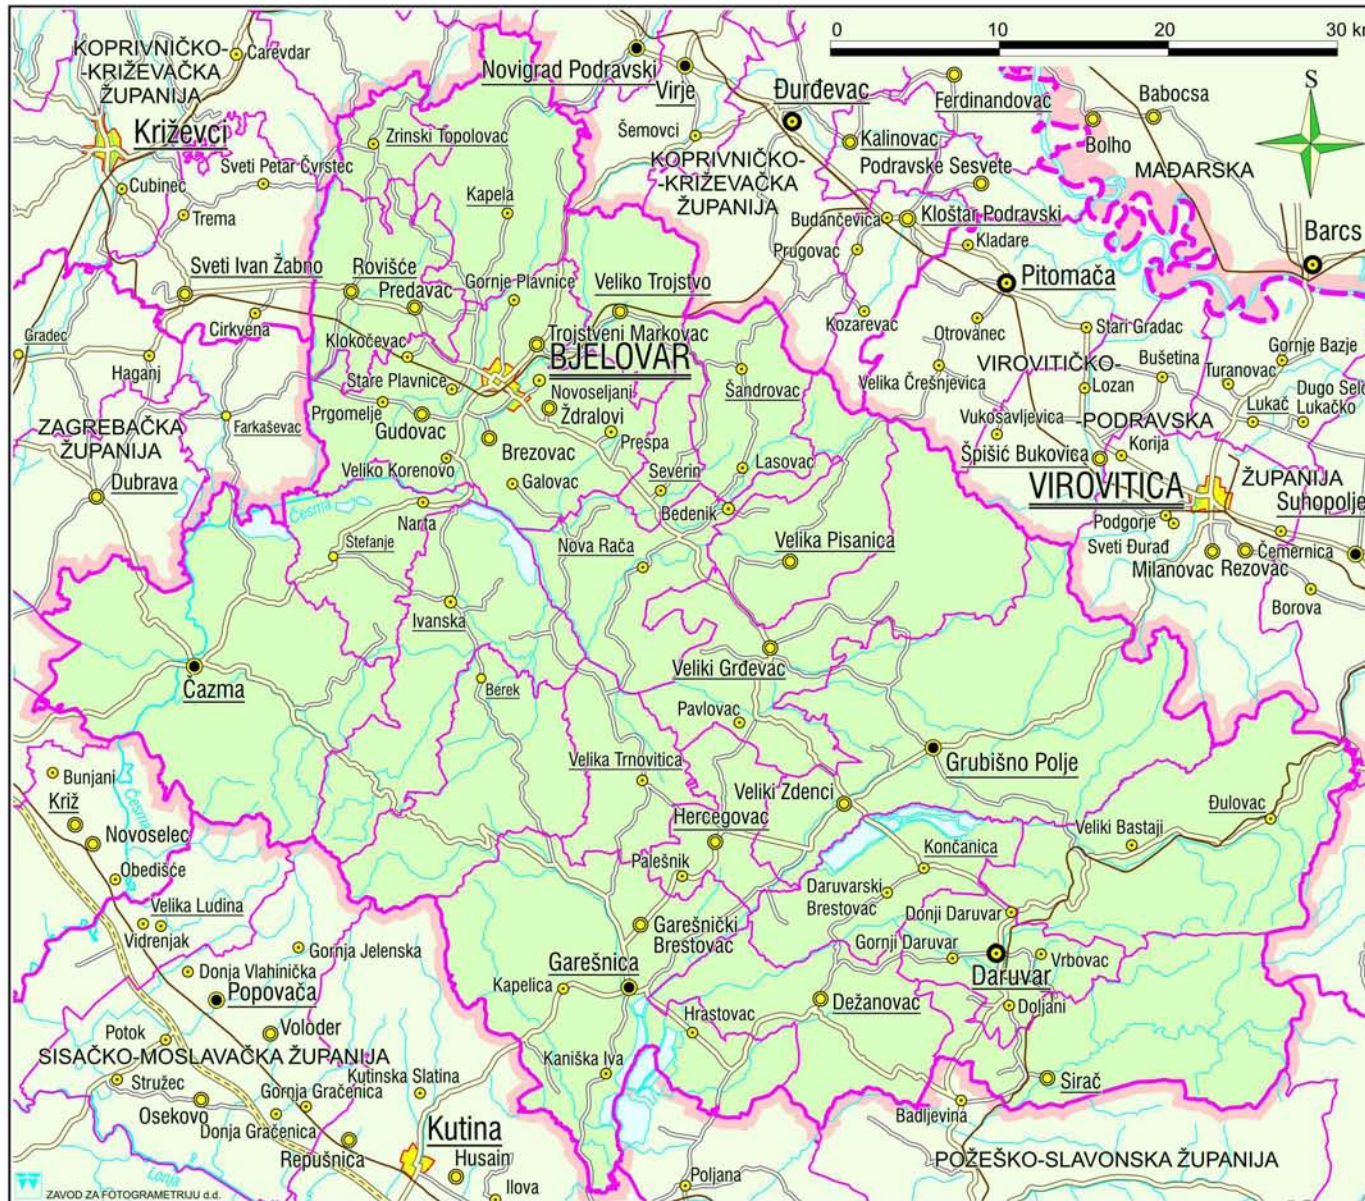 0 10 20 30 km
KOPRIVNIČKO-
-KRIŽEVAČKA
ŽUPANIJA
Carevdar
Novigrad Podravski
Virje
Đurđevac
Ferdinandovac
Babocsa
Bolho
S
Križevci
Zrinski Topolovac
Šemovci
Kalinovac
KOPRIVNIČKO-
-KRIŽEVAČKA
ŽUPANIJA
Podravske Sesvete
MAĐARSKA
Sveti Petar Čvrstec
Cubinec
Trema
Kapela
Budančevica
Kloštar Podravski
Prugovac
Kladare
Barcs
Sveti Ivan Žabno
Rovišće
Predavac
Gornje Plavnice
Veliko Trojstvo
Pitomača
Cirkvena
Kozarevac
Otrovanec
Stari Gradac
Gradec
Haganj
Klokočevac
Trojstveni Markovac
BJELOVAR
Stare Plavnice
Novoseljani
Šandrovac
Velika Črešnjevica
VIROVITIČKO-
-PODRAVSKA
ŽUPANIJA
Bušetina
Lozan
Turanovac
Gornje Bazje
Dugo Selo
Lukačko
Lukač
Prgomelje
Gudovac
Ždralovi
Prespa
Vukosavljevica
Farkaševac
ZAGREBAČKA
ŽUPANIJA
Brezovac
Korija
Špišić Bukovica
Veliko Korenovo
Galovac
Severin
Lasovac
Dubrava
VIROVITICA
Suhopolje
Česma
Narta
Bedenik
Podgorje
Sveti Đurađ
Milanovac
Rezovac
Čemernica
Štefanje
Nova Rača
Velika Pisanica
Borova
Ivanska
Čazma
Veliki Grđevac
Berek
Pavlovac
Velika Trnovitica
Grubišno Polje
Bunjani
Križ
Česma
Veliki Zdenci
Hercegovac
Đulovac
Novoselec
Veliki Bastaji
Obedišće
Palešnik
Končanica
Daruvarski
Brestovac
Velika Ludina
Vidrenjak
Garešnički
Brestovac
Donji Daruvar
Gornja Jelenska
Gornji Daruvar
Donja Vlahinička
Garešnica
Daruvar
Vrbovac
Popovača
Kapelica
Dežanovac
Doljani
Potok
Voloder
Hrastovac
SISAČKO-MOSLAVAČKA ŽUPANIJA
Kaniška Iva
Stružec
Kutinska Slatina
Gornja Gračenica
Sirač
Osekovo
Donja Gračenica
Badljevina
Repušnica
Kutina
Husain
POŽEŠKO-SLAVONSKA ŽUPANIJA
Lonja
Ilova
Poljana
ZAVOD ZA FOTOGRAMETRIJU d.d.